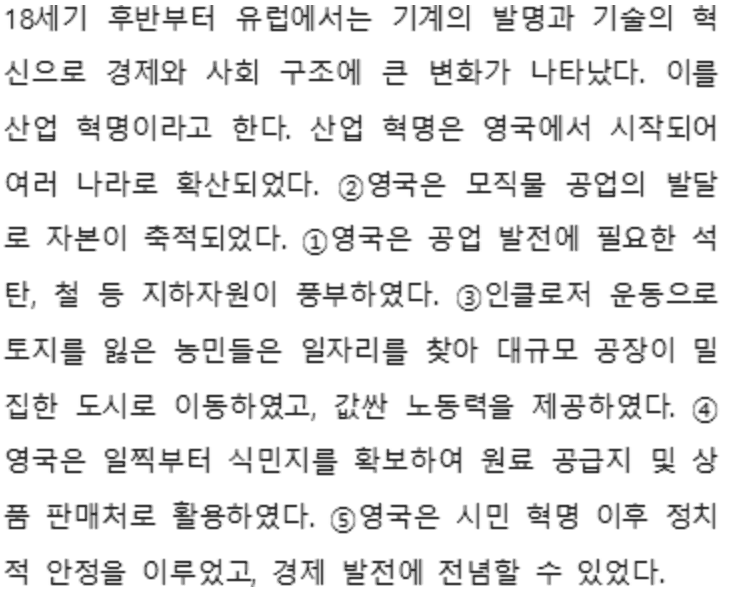 18세기 후반부터 유럽에서는 기계의 발명과 기술의 혁
신으로 경제와 사회 구조에 큰 변화가 나타났다. 이를
산업 혁명이라고 한다. 산업 혁명은 영국에서 시작되어
여러 나라로 확산되었다. ②영국은 모직물 공업의 발달
로 자본이 축적되었다. ①영국은 공업 발전에 필요한 석
탄, 철 등 지하자원이 풍부하였다. ③인클로저 운동으로
토지를 잃은 농민들은 일자리를 찾아 대규모 공장이 밀
집한 도시로 이동하였고, 값싼 노동력을 제공하였다. ④
영국은 일찍부터 식민지를 확보하여 원료 공급지 및 상
품 판매처로 활용하였다. ⑤영국은 시민 혁명 이후 정치
적 안정을 이루었고, 경제 발전에 전념할 수 있었다.